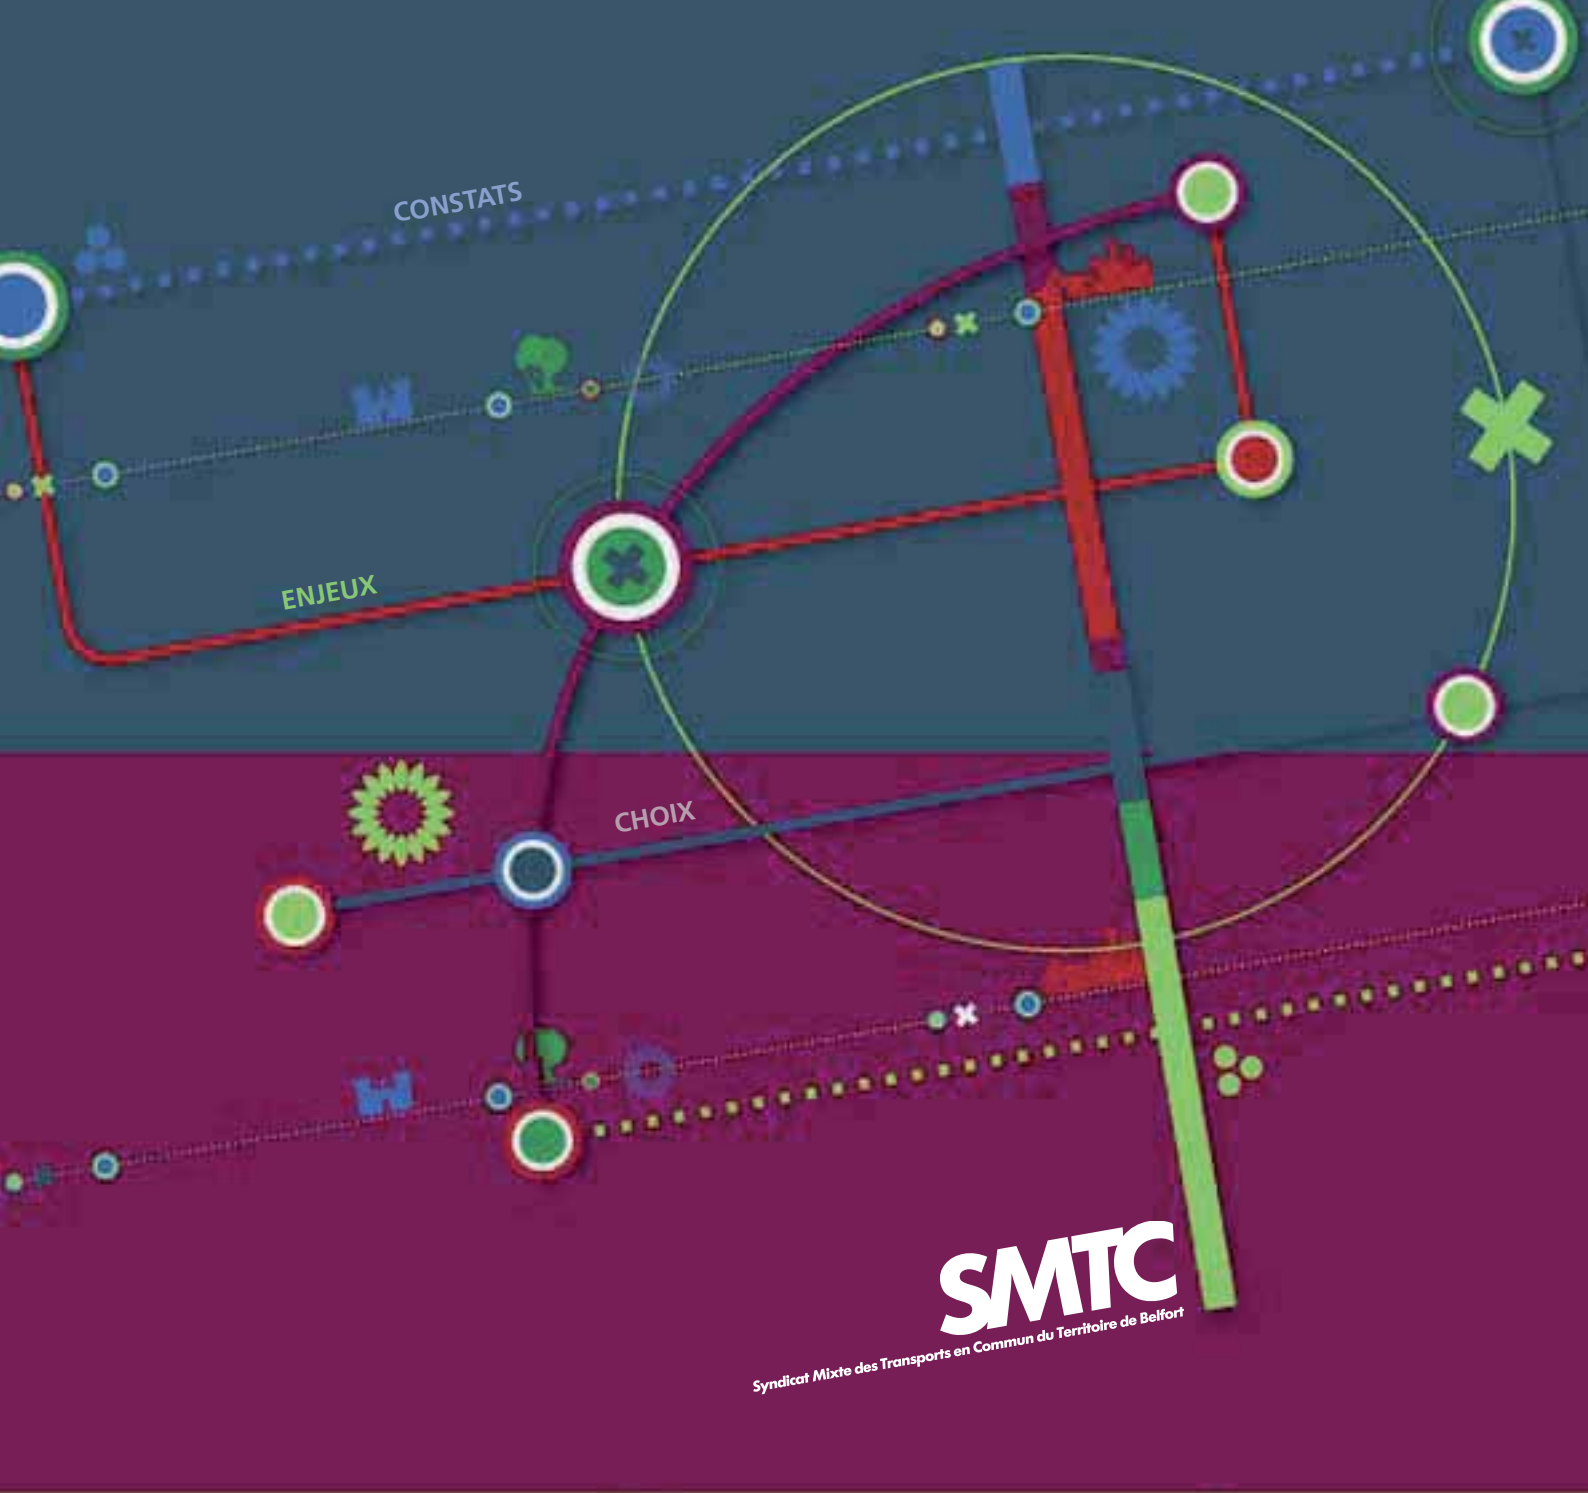 CONSTATS
ENJEUX
CHOIX
SMTC
Syndicat Mixte des Transports en Commun du Territoire de Belfort